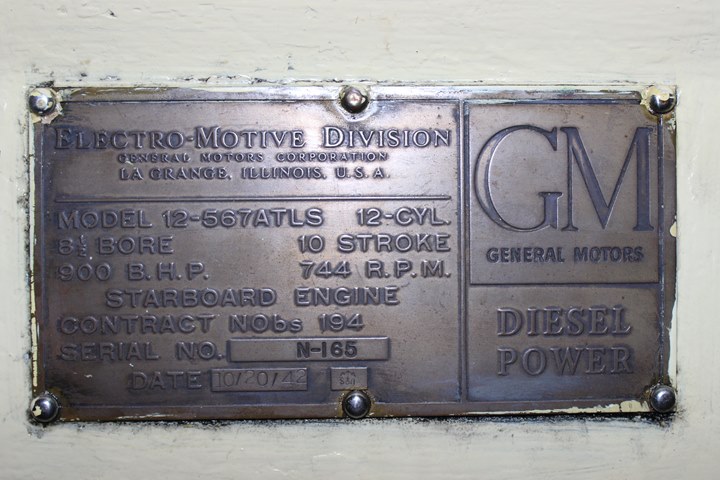 ELECTRO-MOTIVE DIVISION
GENERAL MOTORS CORPORATION
LA GRANGE, ILLINOIS, U.S.A.
MODEL 12-567ATLS 12-CYL.
8½ BORE 10 STROKE
900 B.H.P. 744 R.P.M.
STARBOARD ENGINE
CONTRACT NObs 194
SERIAL NO. N-165
DATE 10/20/42
GM
GENERAL MOTORS
DIESEL
POWER